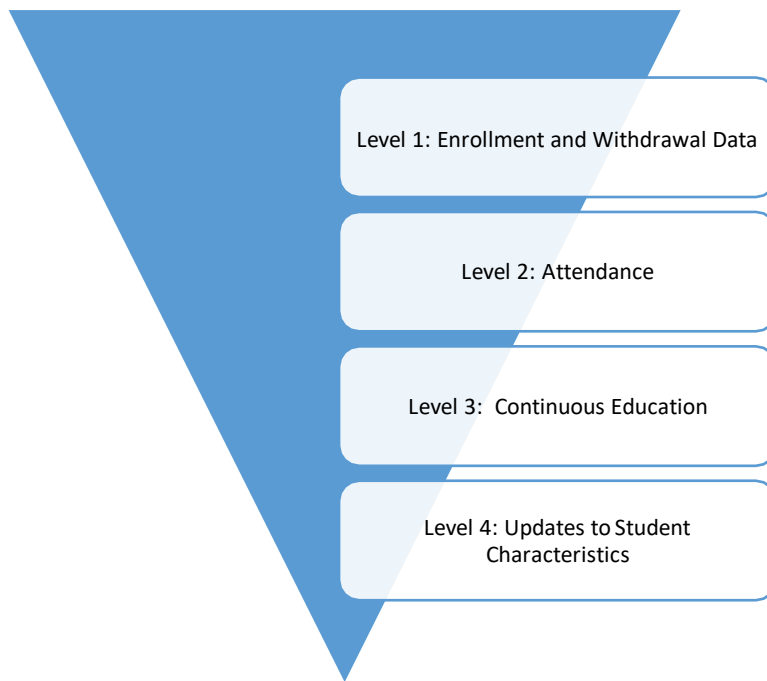 Level 1: Enrollment and Withdrawal Data
Level 2: Attendance
Level 3:  Continuous Education
Level 4: Updates to Student
Characteristics